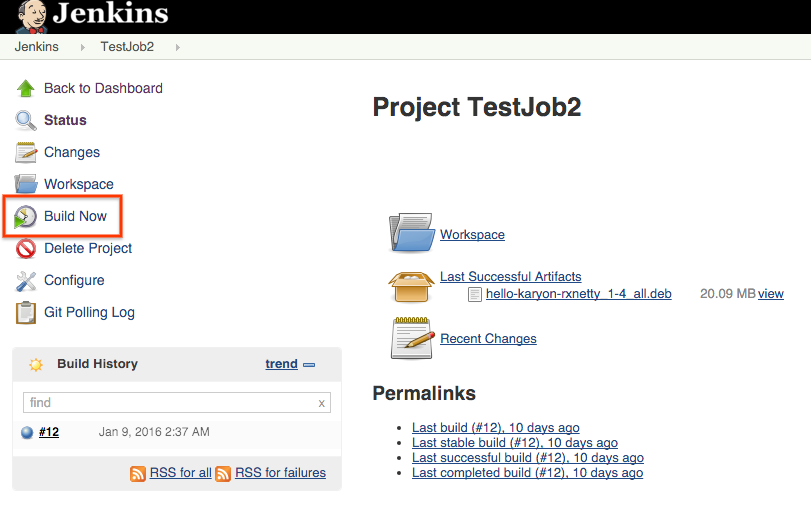 Jenkins
Jenkins TestJob2
Back to Dashboard
Status
Changes
Workspace
Build Now
Delete Project
Configure
Git Polling Log
Build History trend
find x
#12 Jan 9, 2016 2:37 AM
RSS for all RSS for failures
Project TestJob2
Workspace
Last Successful Artifacts
hello-karyon-rxnetty_1-4_all.deb 20.09 MB view
Recent Changes
Permalinks
Last build (#12), 10 days ago
Last stable build (#12), 10 days ago
Last successful build (#12), 10 days ago
Last completed build (#12), 10 days ago